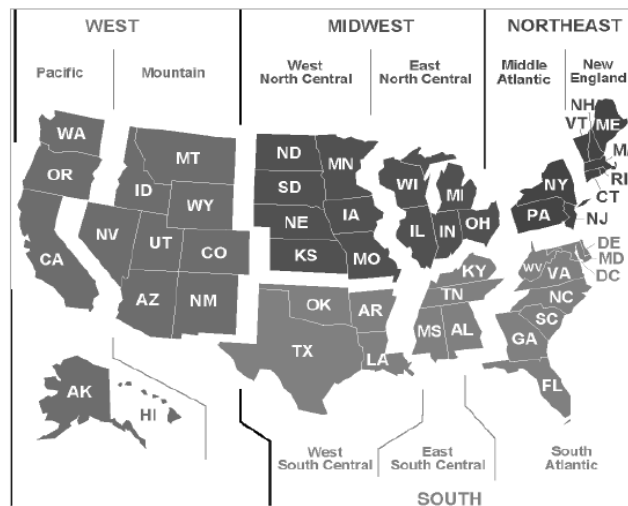 WEST
MIDWEST
NORTHEAST
Pacific
Mountain
West
North Central
East
North Central
Middle
Atlantic
New
England
NH
VT
ME
MA
RI
CT
NJ
NY
PA
WA
OR
CA
NV
ID
MT
WY
UT
CO
AZ
NM
ND
SD
NE
KS
MN
IA
MO
WI
MI
IL
IN
OH
DE
MD
DC
WV
VA
NC
SC
GA
FL
KY
TN
MS
AL
OK
AR
TX
LA
AK
HI
West
South Central
East
South Central
South
Atlantic
SOUTH